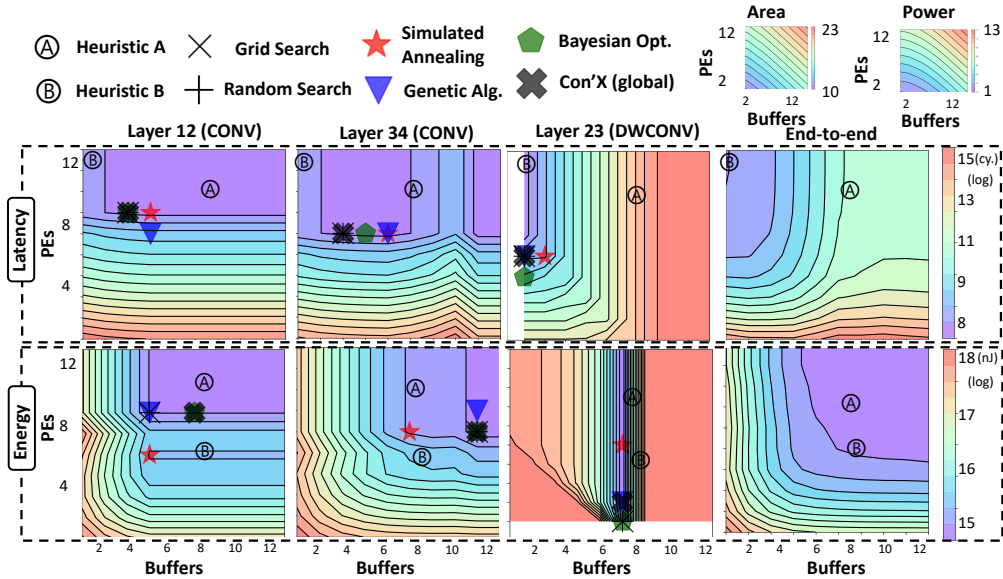 A Heuristic A
Grid Search
Simulated
Annealing
Bayesian Opt.
B Heuristic B
Random Search
Genetic Alg.
Con'X (global)
Area
PEs
12
2
2 12
Buffers
23
10
Power
PEs
12
2
2 12
Buffers
13
1
Layer 12 (CONV)
Layer 34 (CONV)
Layer 23 (DWCONV)
End-to-end
Latency
PEs
12
8
4
B
A
B
A
B
A
B
A
15 (cy.)
(log)
13
11
9
8
Energy
PEs
12
8
4
A
B
A
B
A
B
A
B
18 (nJ)
(log)
17
16
15
2 4 6 8 10 12
2 4 6 8 10 12
2 4 6 8 10 12
2 4 6 8 10 12
Buffers
Buffers
Buffers
Buffers